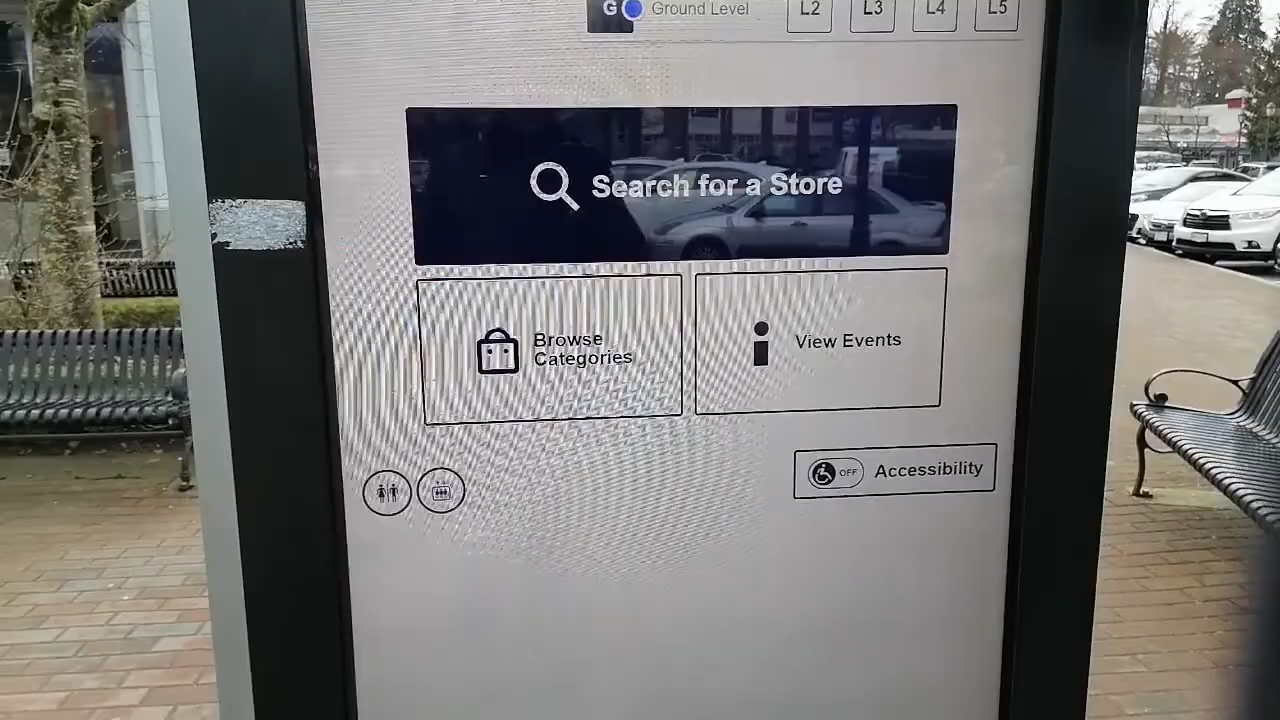 G Ground Level L2 L3 L4 L5
Search for a Store
Browse
Categories
View Events
OFF Accessibility